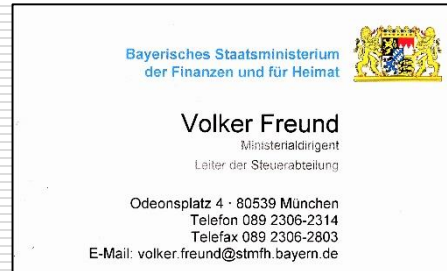 Bayerisches Staatsministerium
der Finanzen und für Heimat
Volker Freund
Ministerialdirigent
Leiter der Steuerabteilung
Odeonsplatz 4 · 80539 München
Telefon 089 2306-2314
Telefax 089 2306-2803
E-Mail: volker.freund@stmfh.bayern.de